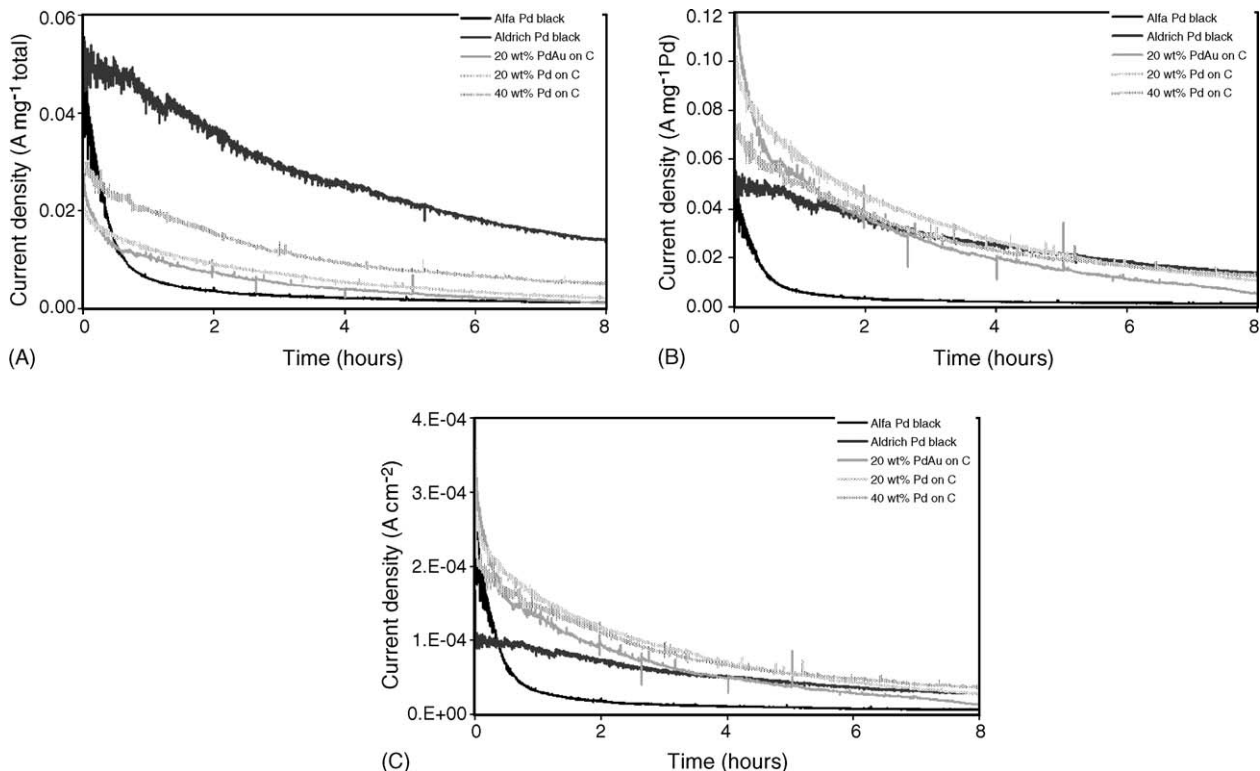 Current density (A mg⁻¹ total)
0.06
0.04
0.02
0.00
0 2 4 6 8
Time (hours)
Alfa Pd black
Aldrich Pd black
20 wt% PdAu on C
20 wt% Pd on C
40 wt% Pd on C
(A)
Current density (A mg⁻¹Pd)
0.12
0.10
0.08
0.06
0.04
0.02
0.00
0 2 4 6 8
Time (hours)
Alfa Pd black
Aldrich Pd black
20 wt% PdAu on C
20 wt% Pd on C
40 wt% Pd on C
(B)
Current density (A cm⁻²)
4.E-04
3.E-04
2.E-04
1.E-04
0.E+00
0 2 4 6 8
Time (hours)
Alfa Pd black
Aldrich Pd black
20 wt% PdAu on C
20 wt% Pd on C
40 wt% Pd on C
(C)